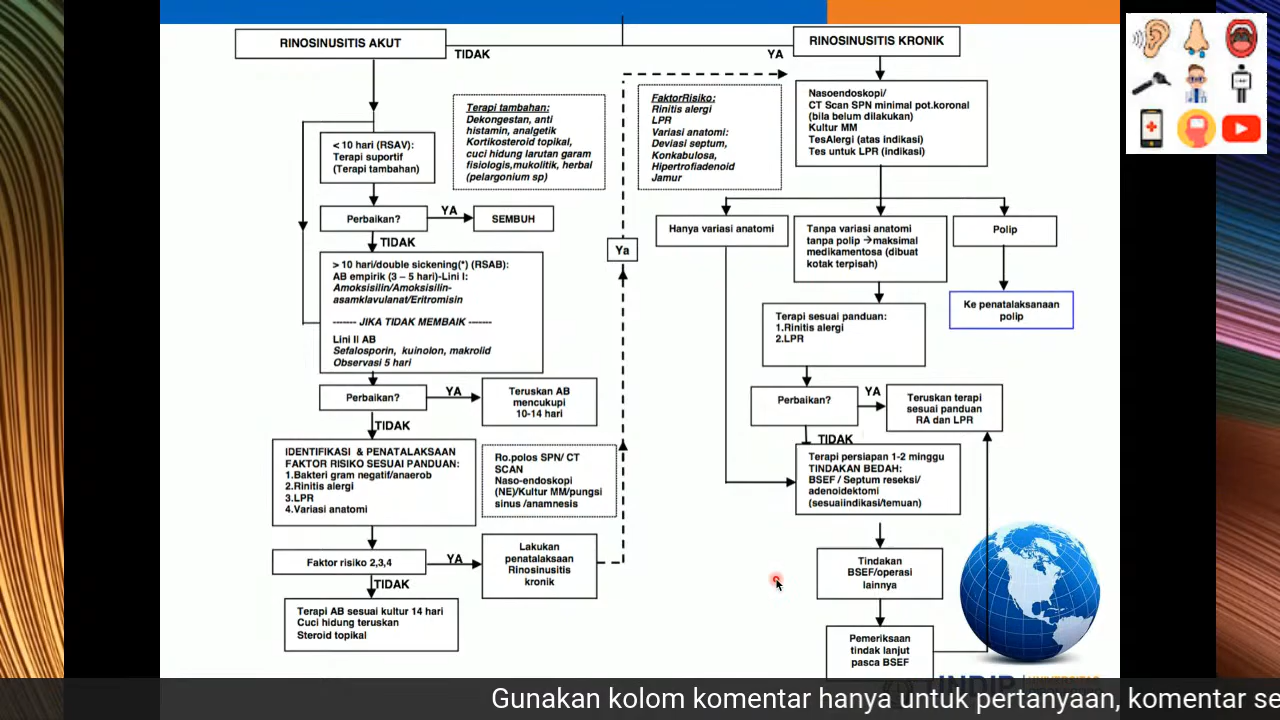 RINOSINUSITIS AKUT
TIDAK
YA
RINOSINUSITIS KRONIK
Terapi tambahan:
Dekongestan, anti
histamin, analgetik
Kortikosteroid topikal,
cuci hidung larutan garam
fisiologis,mukolitik, herbal
(pelargonium sp)
FaktorRisiko:
Rinitis alergi
LPR
Variasi anatomi:
Deviasi septum,
Konkabulosa,
Hipertrofiadenoid
Jamur
Nasoendoskopi/
CT Scan SPN minimal pot.koronal
(bila belum dilakukan)
Kultur MM
TesAlergi (atas indikasi)
Tes untuk LPR (indikasi)
< 10 hari (RSAV):
Terapi suportif
(Terapi tambahan)
Perbaikan?
YA
SEMBUH
TIDAK
> 10 hari/double sickening(*) (RSAB):
AB empirik (3 – 5 hari)-Lini I:
Amoksisilin/Amoksisilin-
asamklavulanat/Eritromisin
------- JIKA TIDAK MEMBAIK -------
Lini II AB
Sefalosporin, kuinolon, makrolid
Observasi 5 hari
Ya
Hanya variasi anatomi
Tanpa variasi anatomi
tanpa polip →maksimal
medikamentosa (dibuat
kotak terpisah)
Polip
Ke penatalaksanaan
polip
Terapi sesuai panduan:
1.Rinitis alergi
2.LPR
Perbaikan?
YA
Teruskan AB
mencukupi
10-14 hari
TIDAK
Perbaikan?
YA
Teruskan terapi
sesuai panduan
RA dan LPR
TIDAK
IDENTIFIKASI & PENATALAKSAAN
FAKTOR RISIKO SESUAI PANDUAN:
1.Bakteri gram negatif/anaerob
2.Rinitis alergi
3.LPR
4.Variasi anatomi
Ro.polos SPN/ CT
SCAN
Naso-endoskopi
(NE)/Kultur MM/pungsi
sinus /anamnesis
Terapi persiapan 1-2 minggu
TINDAKAN BEDAH:
BSEF / Septum reseksi/
adenoidektomi
(sesuaiindikasi/temuan)
Faktor risiko 2,3,4
YA
Lakukan
penatalaksaan
Rinosinusitis
kronik
TIDAK
Terapi AB sesuai kultur 14 hari
Cuci hidung teruskan
Steroid topikal
Tindakan
BSEF/operasi
lainnya
Pemeriksaan
tindak lanjut
pasca BSEF
Gunakan kolom komentar hanya untuk pertanyaan, komentar se